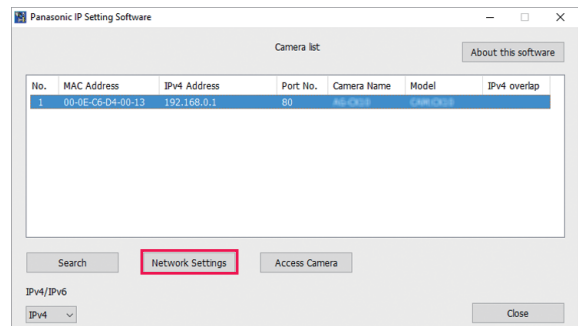 Panasonic IP Setting Software
Camera list
About this software
No. MAC Address IPv4 Address Port No. Camera Name Model IPv4 overlap
1 00-0E-C6-D4-00-13 192.168.0.1 80
Search Network Settings Access Camera
IPv4/IPv6
IPv4
Close